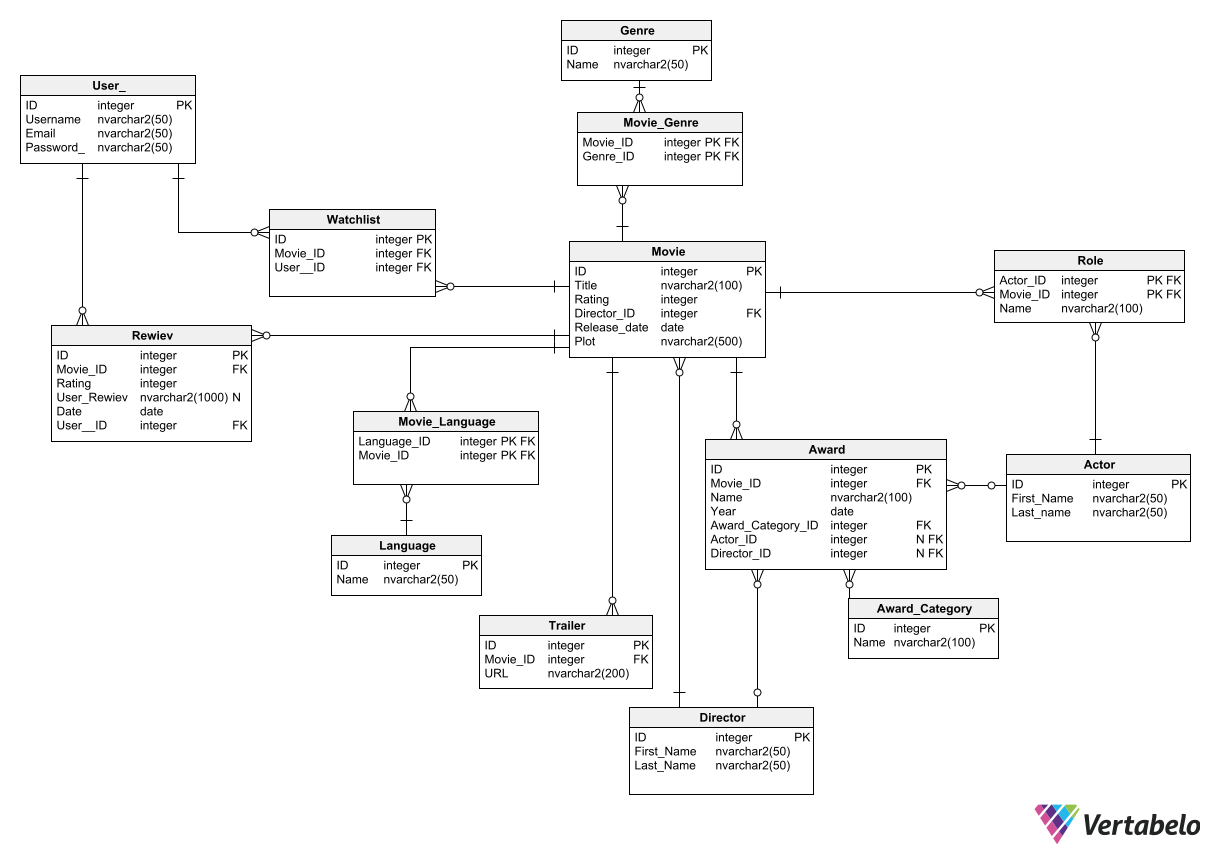 Genre
ID integer PK
Name nvarchar2(50)
User_
ID integer PK
Username nvarchar2(50)
Email nvarchar2(50)
Password_ nvarchar2(50)
Movie_Genre
Movie_ID integer PK FK
Genre_ID integer PK FK
Watchlist
ID integer PK
Movie_ID integer FK
User__ID integer FK
Movie
ID integer PK
Title nvarchar2(100)
Rating integer
Director_ID integer FK
Release_date date
Plot nvarchar2(500)
Role
Actor_ID integer PK FK
Movie_ID integer PK FK
Name nvarchar2(100)
Rewiev
ID integer PK
Movie_ID integer FK
Rating integer
User_Rewiev nvarchar2(1000) N
Date date
User__ID integer FK
Movie_Language
Language_ID integer PK FK
Movie_ID integer PK FK
Award
ID integer PK
Movie_ID integer FK
Name nvarchar2(100)
Year date
Award_Category_ID integer FK
Actor_ID integer N FK
Director_ID integer N FK
Actor
ID integer PK
First_Name nvarchar2(50)
Last_name nvarchar2(50)
Language
ID integer PK
Name nvarchar2(50)
Award_Category
ID integer PK
Name nvarchar2(100)
Trailer
ID integer PK
Movie_ID integer FK
URL nvarchar2(200)
Director
ID integer PK
First_Name nvarchar2(50)
Last_Name nvarchar2(50)
Vertabelo